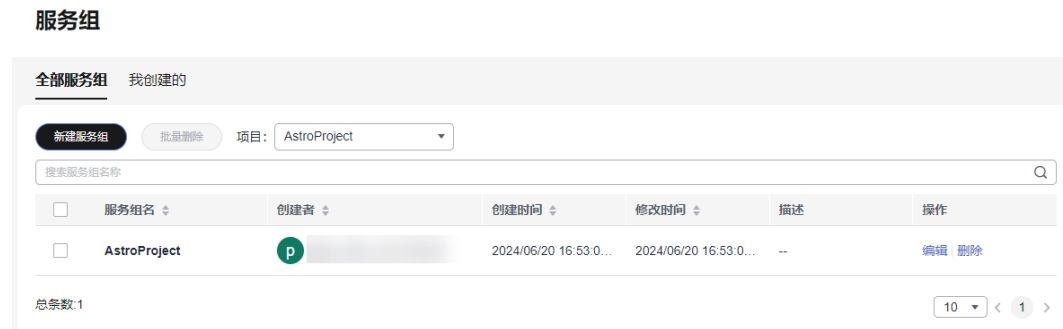 服务组
全部服务组 我创建的
新建服务组 批量删除 项目： AstroProject
搜索服务组名称
服务组名 创建者 创建时间 修改时间 描述 操作
AstroProject p 2024/06/20 16:53:0... 2024/06/20 16:53:0... -- 编辑 删除
总条数:1 10 1